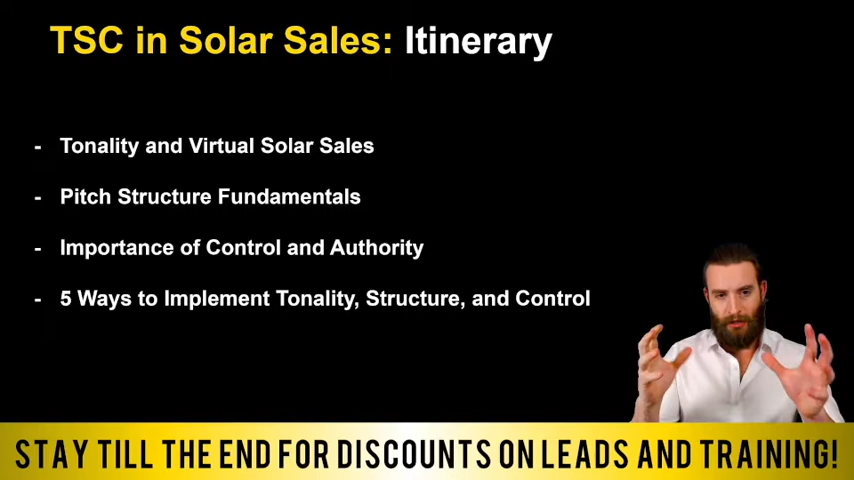 TSC in Solar Sales: Itinerary
- Tonality and Virtual Solar Sales
- Pitch Structure Fundamentals
- Importance of Control and Authority
- 5 Ways to Implement Tonality, Structure, and Control
STAY TILL THE END FOR DISCOUNTS ON LEADS AND TRAINING!